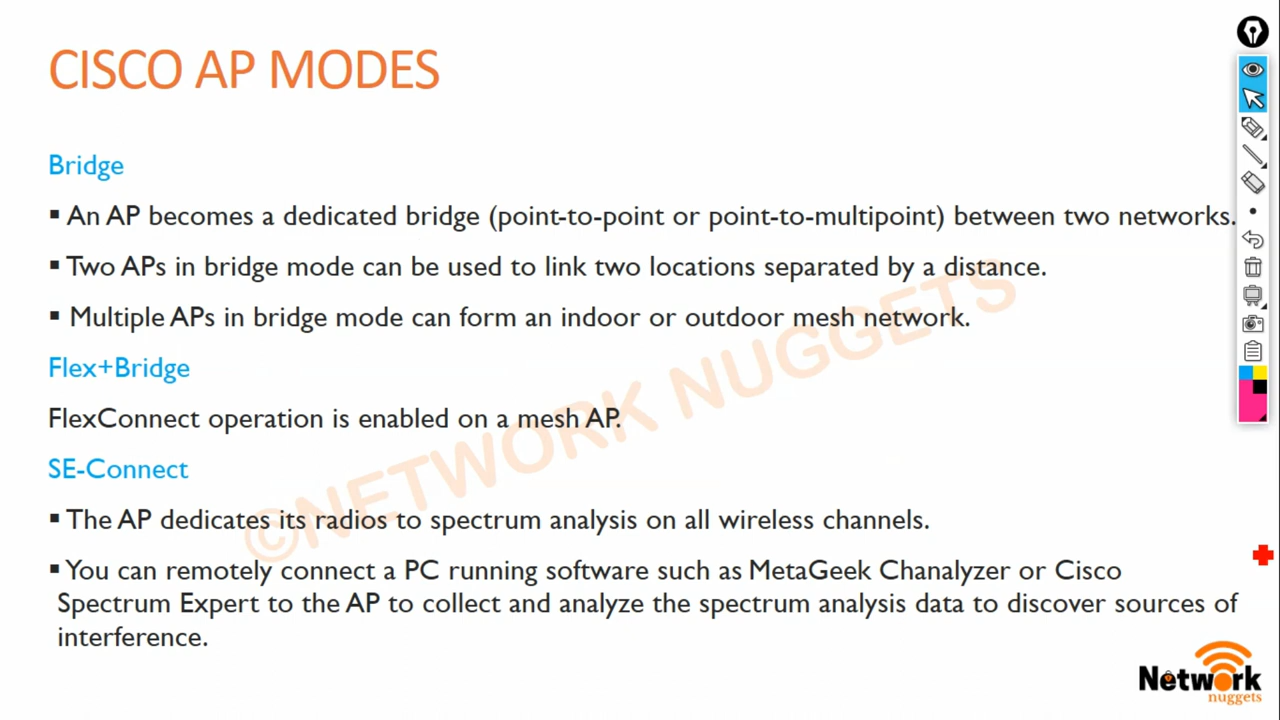 CISCO AP MODES
Bridge
▪ An AP becomes a dedicated bridge (point-to-point or point-to-multipoint) between two networks.
▪ Two APs in bridge mode can be used to link two locations separated by a distance.
▪ Multiple APs in bridge mode can form an indoor or outdoor mesh network.
Flex+Bridge
FlexConnect operation is enabled on a mesh AP.
SE-Connect
▪ The AP dedicates its radios to spectrum analysis on all wireless channels.
▪ You can remotely connect a PC running software such as MetaGeek Chanalyzer or Cisco
Spectrum Expert to the AP to collect and analyze the spectrum analysis data to discover sources of
interference.
©NETWORK NUGGETS
Network
nuggets